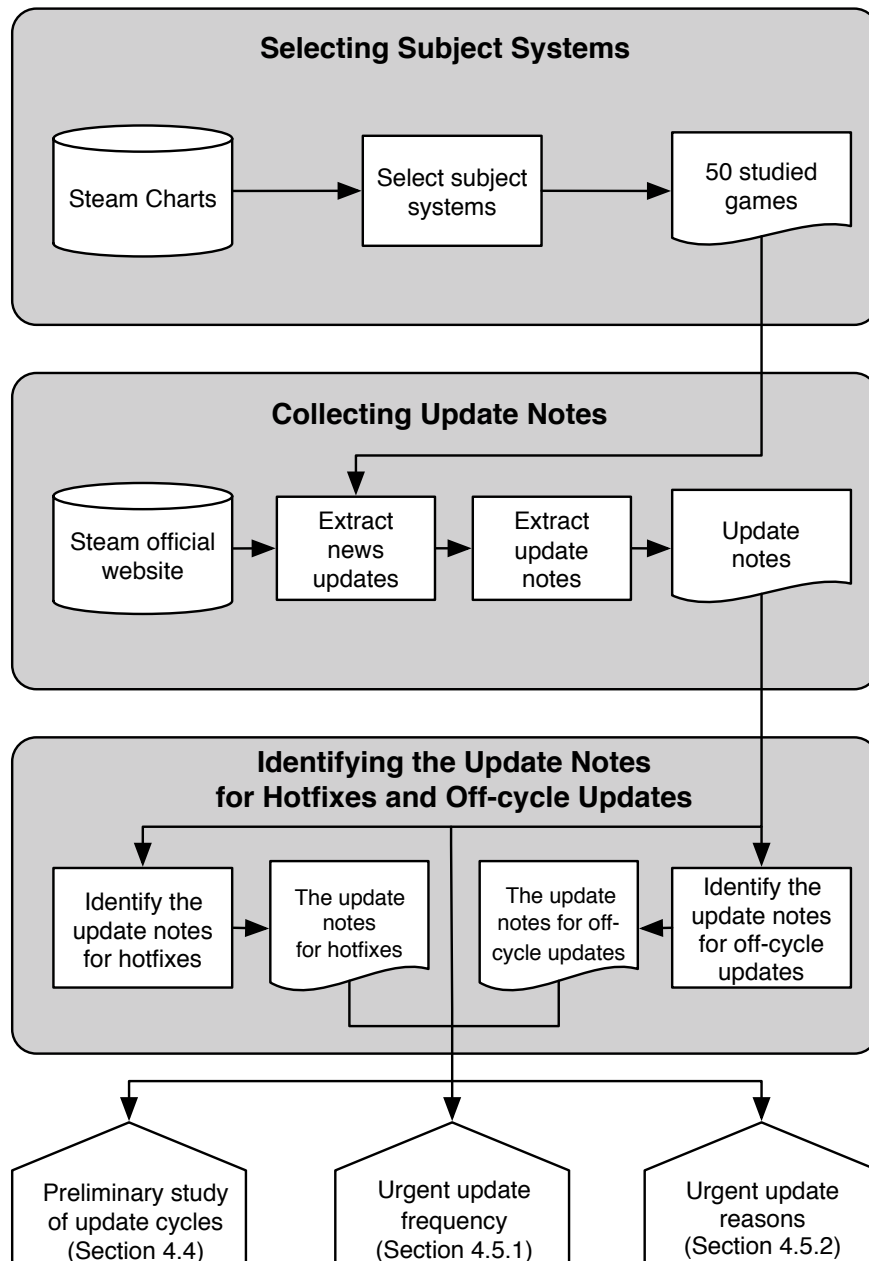 Selecting Subject Systems
Steam Charts
Select subject
systems
50 studied
games
Collecting Update Notes
Steam official
website
Extract
news
updates
Extract
update
notes
Update
notes
Identifying the Update Notes
for Hotfixes and Off-cycle Updates
Identify the
update notes
for hotfixes
The update
notes
for hotfixes
The update
notes for off-
cycle updates
Identify the
update notes
for off-cycle
updates
Preliminary study
of update cycles
(Section 4.4)
Urgent update
frequency
(Section 4.5.1)
Urgent update
reasons
(Section 4.5.2)